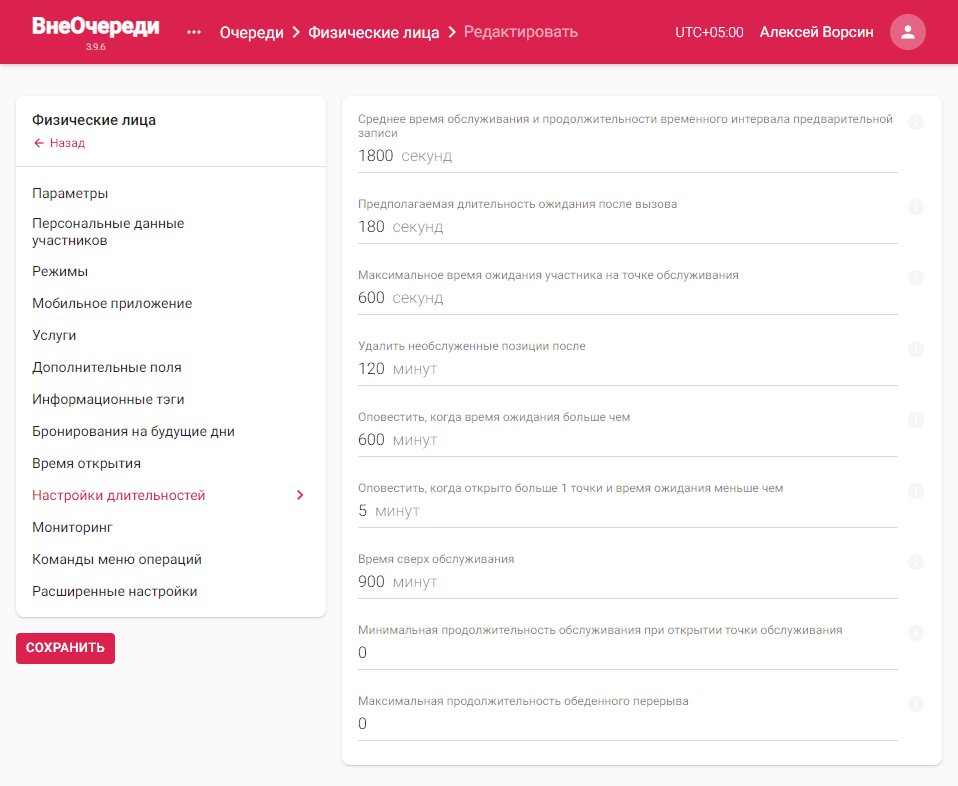 ВнеОчереди
3.9.6
Очереди
Физические лица
Редактировать
UTC+05:00
Алексей Ворсин
Физические лица
Назад
Параметры
Персональные данные
участников
Режимы
Мобильное приложение
Услуги
Дополнительные поля
Информационные тэги
Бронирования на будущие дни
Время открытия
Настройки длительностей
Мониторинг
Команды меню операций
Расширенные настройки
СОХРАНИТЬ
Среднее время обслуживания и продолжительности временного интервала предварительной
записи
1800 секунд
Предполагаемая длительность ожидания после вызова
180 секунд
Максимальное время ожидания участника на точке обслуживания
600 секунд
Удалить необслуженные позиции после
120 минут
Оповестить, когда время ожидания больше чем
600 минут
Оповестить, когда открыто больше 1 точки и время ожидания меньше чем
5 минут
Время сверх обслуживания
900 минут
Минимальная продолжительность обслуживания при открытии точки обслуживания
0
Максимальная продолжительность обеденного перерыва
0